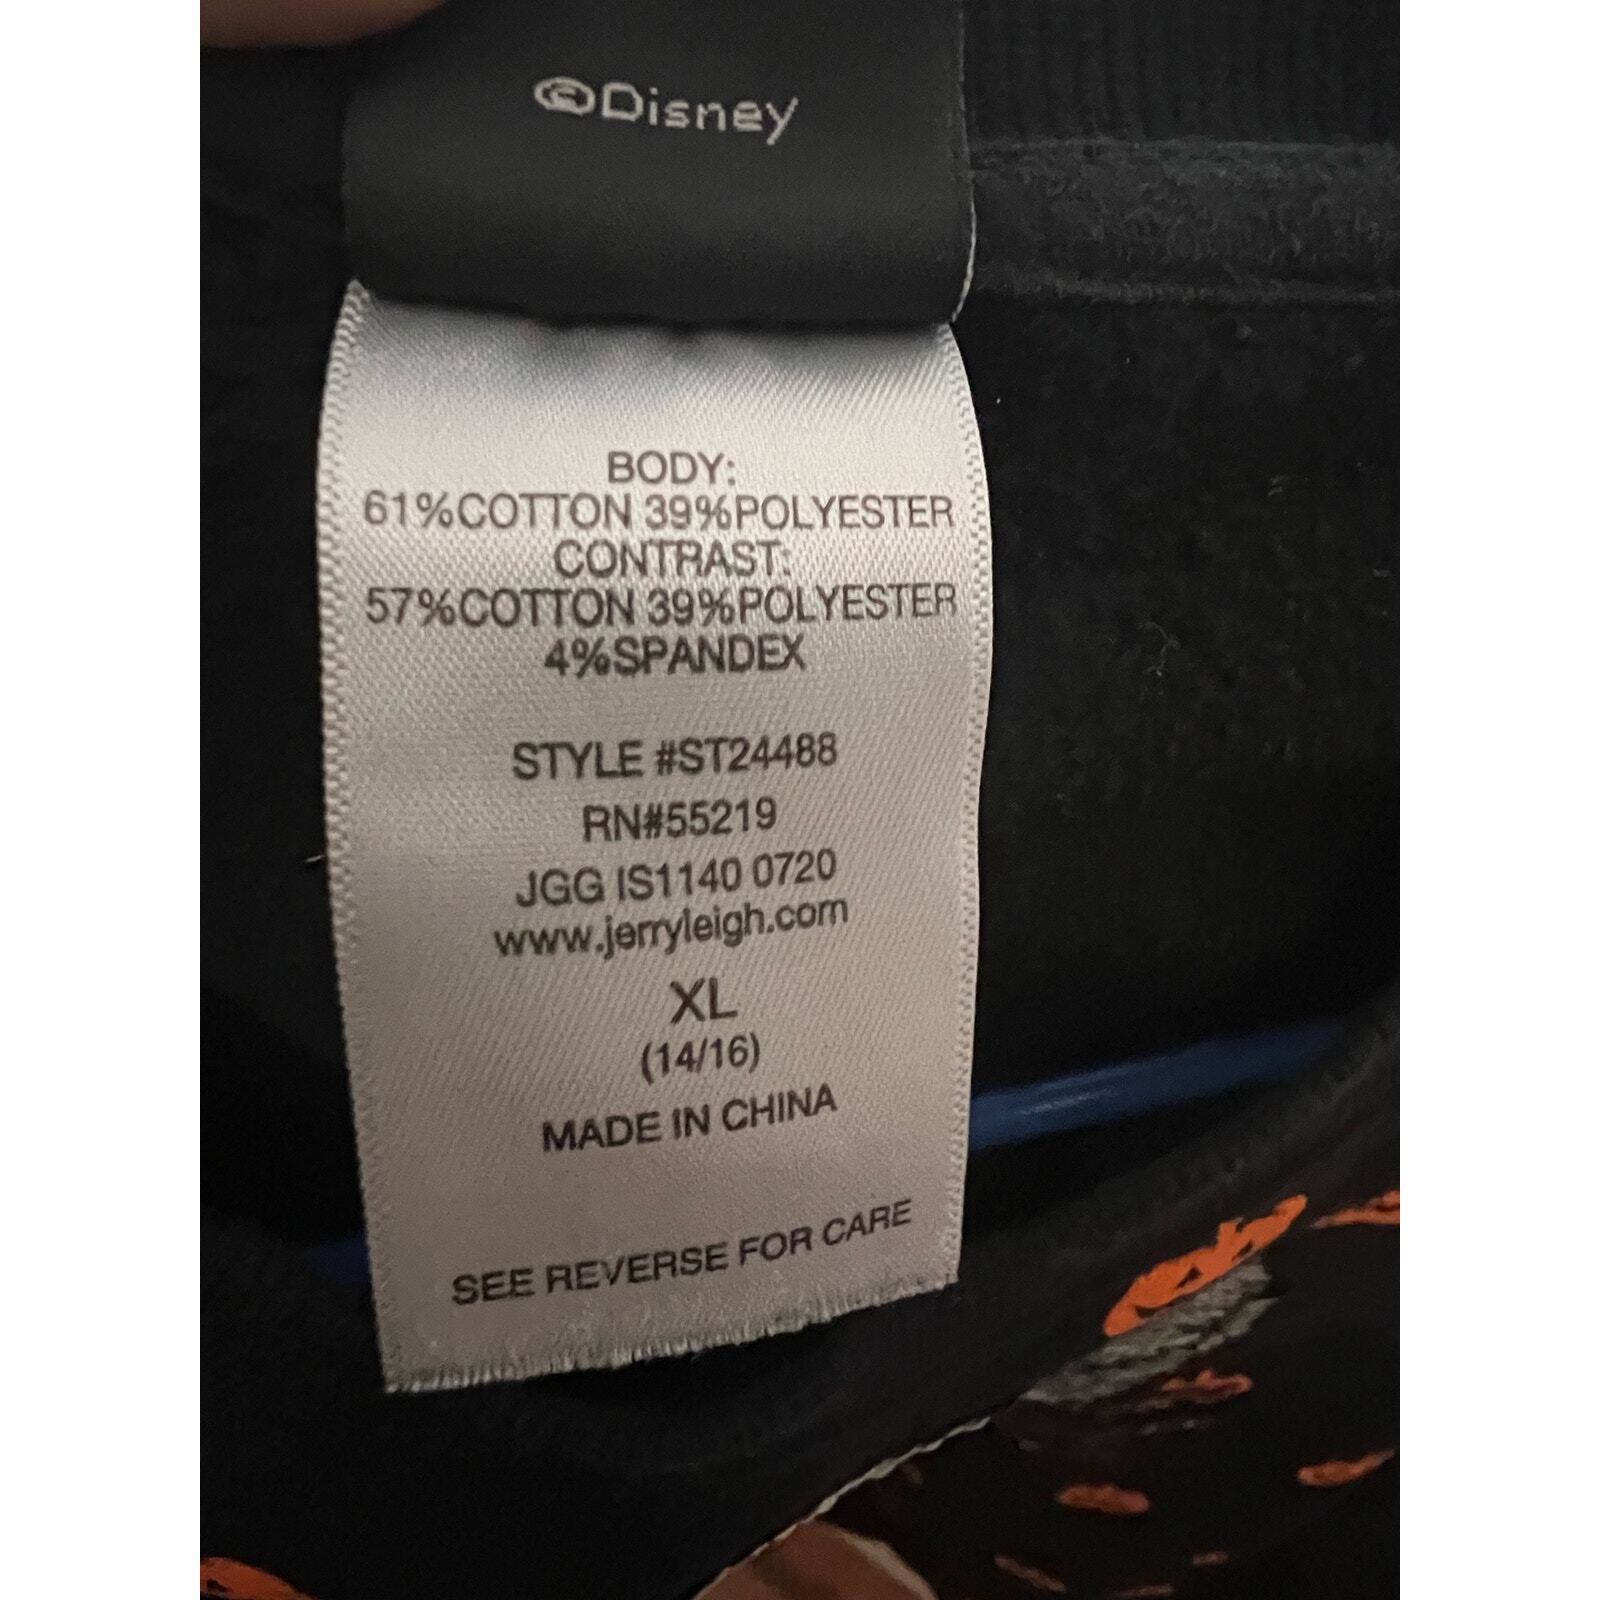 ©Disney
BODY:
61%COTTON 39%POLYESTER
CONTRAST:
57%COTTON 39%POLYESTER
4%SPANDEX
STYLE #ST24488
RN#55219
JGG IS1140 0720
www.jerryleigh.com
XL
(14/16)
MADE IN CHINA
SEE REVERSE FOR CARE